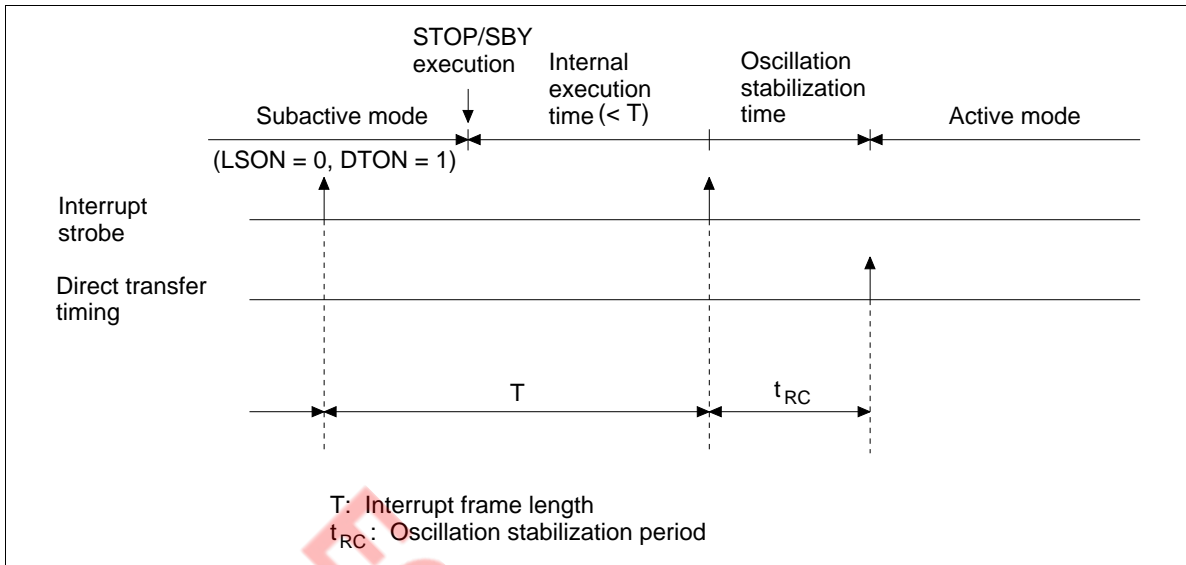 STOP/SBY
execution
Internal
execution
time (< T)
Oscillation
stabilization
time
Subactive mode
Active mode
(LSON = 0, DTON = 1)
Interrupt
strobe
Direct transfer
timing
T
tRC
T: Interrupt frame length
tRC : Oscillation stabilization period